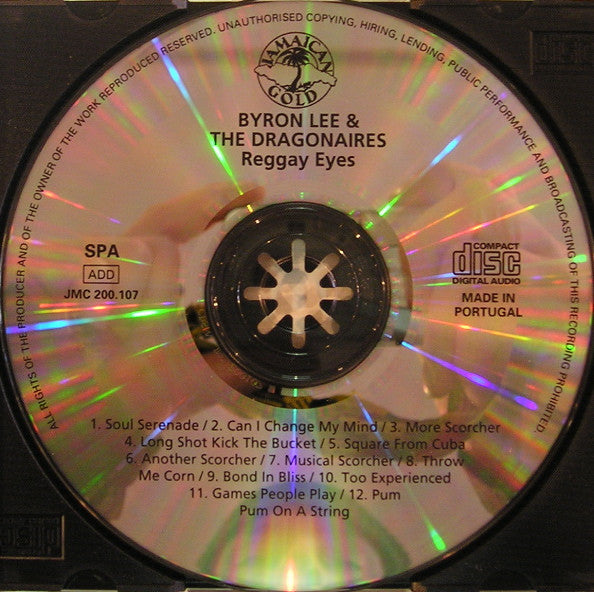 ALL RIGHTS OF THE PRODUCER AND OF THE OWNER OF THE WORK REPRODUCED RESERVED. UNAUTHORISED COPYING, HIRING, LENDING, PUBLIC PERFORMANCE AND BROADCASTING OF THIS RECORDING PROHIBITED.
JAMAICAN
GOLD
BYRON LEE &
THE DRAGONAIRES
Reggay Eyes
SPA
ADD
JMC 200.107
COMPACT
disc
DIGITAL AUDIO
MADE IN
PORTUGAL
1. Soul Serenade / 2. Can I Change My Mind / 3. More Scorcher
4. Long Shot Kick The Bucket / 5. Square From Cuba
6. Another Scorcher / 7. Musical Scorcher / 8. Throw
Me Corn / 9. Bond In Bliss / 10. Too Experienced
11. Games People Play / 12. Pum
Pum On A String